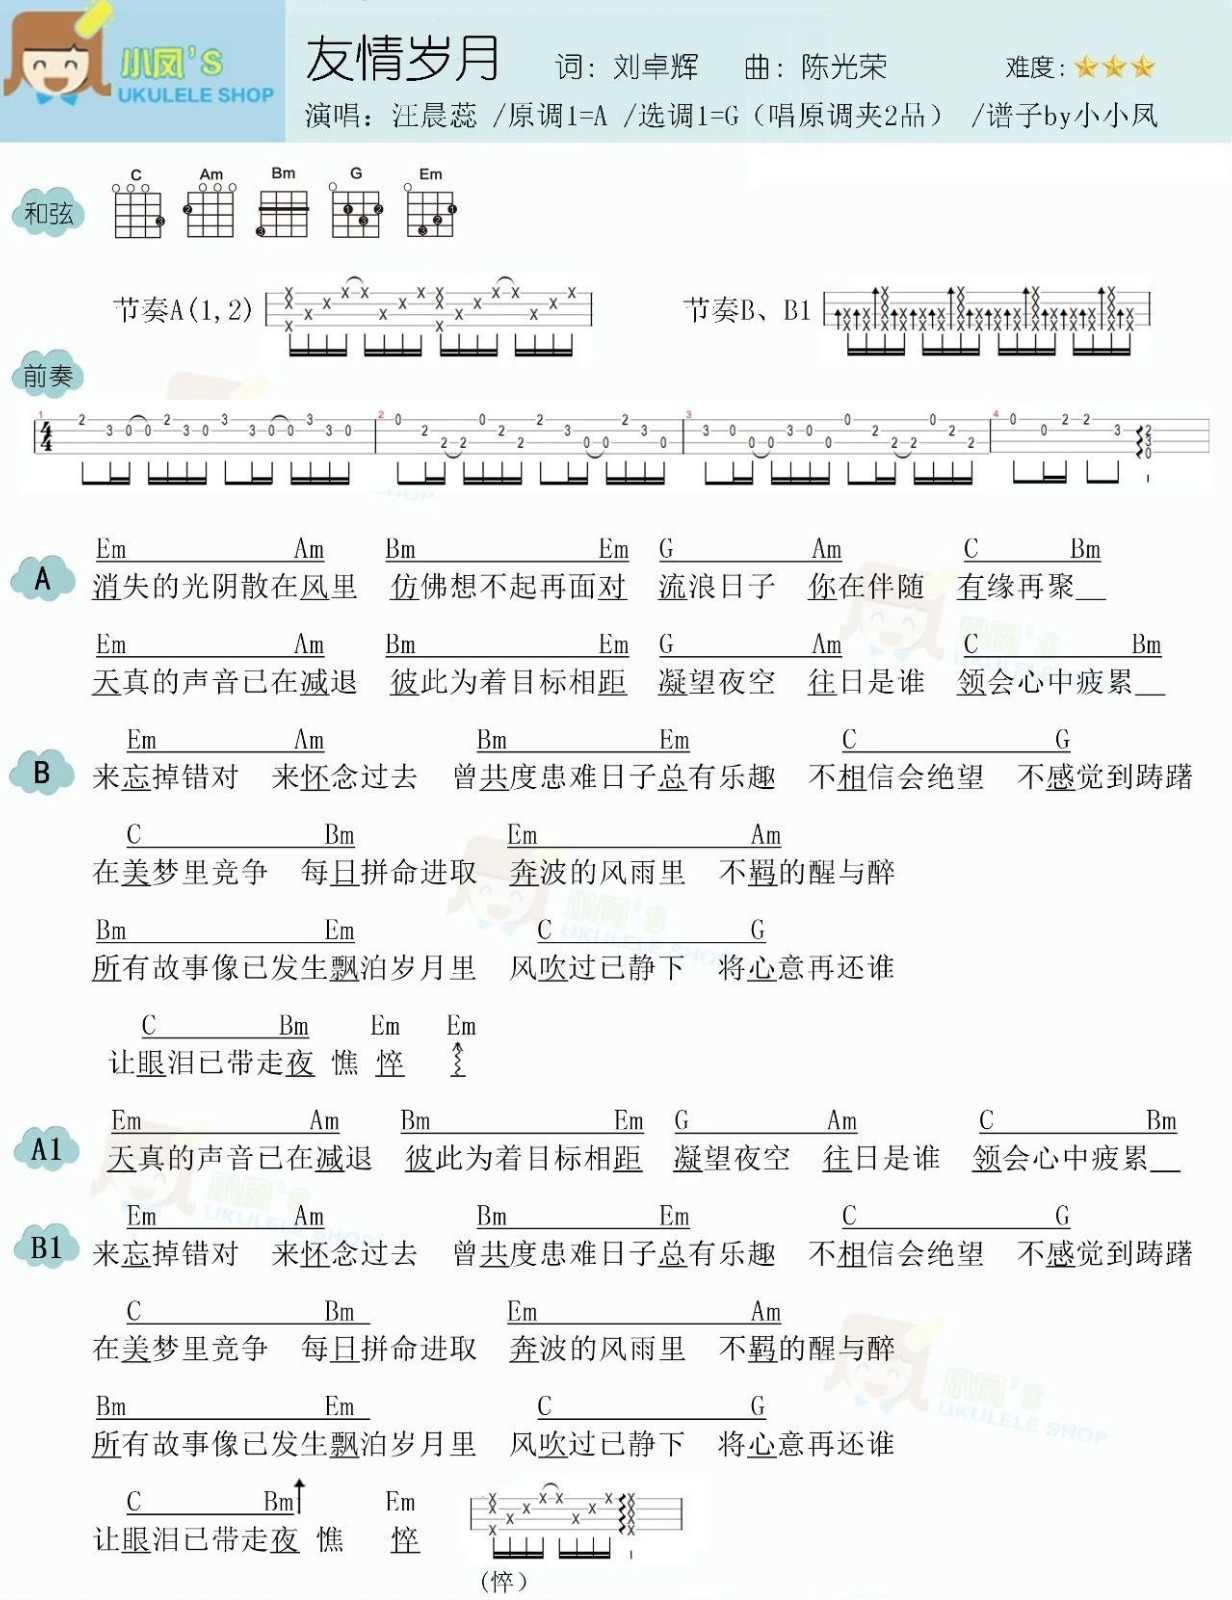 小凤'S
UKULELE SHOP
友情岁月 词：刘卓辉 曲：陈光荣 难度：
演唱：汪晨蕊 /原调1=A /选调1=G（唱原调夹2品） /谱子by小小凤
C Am Bm G Em
和弦
节奏A(1,2) 节奏B、B1
前奏
Em Am Bm Em G Am C Bm
A 消失的光阴散在风里 仿佛想不起再面对 流浪日子 你在伴随 有缘再聚
Em Am Bm Em G Am C Bm
天真的声音已在减退 彼此为着目标相距 凝望夜空 往日是谁 领会心中疲累
Em Am Bm Em C G
B 来忘掉错对 来怀念过去 曾共度患难日子总有乐趣 不相信会绝望 不感觉到踌躇
C Bm Em Am
在美梦里竞争 每日拼命进取 奔波的风雨里 不羁的醒与醉
Bm Em C G
所有故事像已发生飘泊岁月里 风吹过已静下 将心意再还谁
C Bm Em Em
让眼泪已带走夜 憔 悴
Em Am Bm Em G Am C Bm
A1 天真的声音已在减退 彼此为着目标相距 凝望夜空 往日是谁 领会心中疲累
Em Am Bm Em C G
B1 来忘掉错对 来怀念过去 曾共度患难日子总有乐趣 不相信会绝望 不感觉到踌躇
C Bm Em Am
在美梦里竞争 每日拼命进取 奔波的风雨里 不羁的醒与醉
Bm Em C G
所有故事像已发生飘泊岁月里 风吹过已静下 将心意再还谁
C Bm Em
让眼泪已带走夜 憔 悴
(悴)